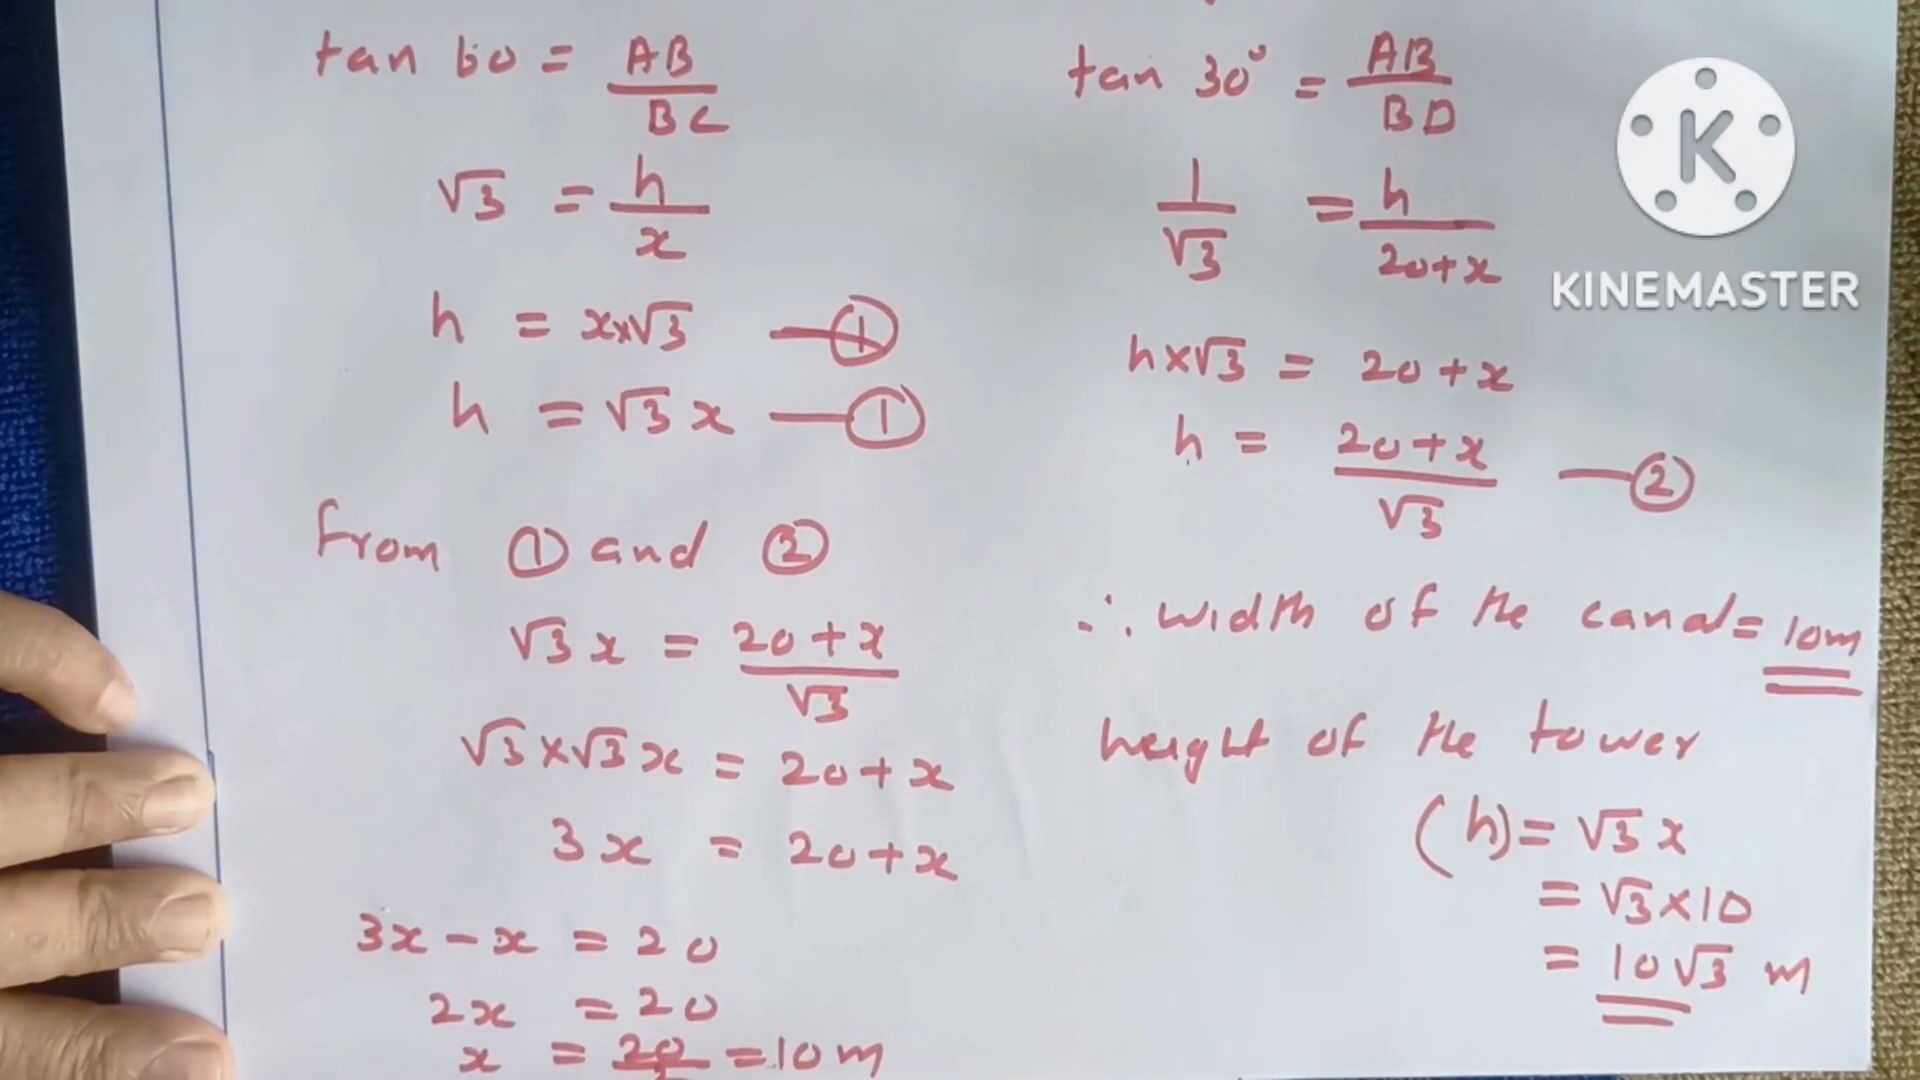 tan 60 = AB/BC
√3 = h/x
h = x×√3 — ①
h = √3 x — ①
From ① and ②
√3 x = 20+x/√3
√3×√3 x = 20+x
3x = 20+x
3x − x = 20
2x = 20
x = 20/ = 10m
tan 30° = AB/BD
1/√3 = h/20+x
h×√3 = 20+x
h = 20+x/√3 — ②
∴ width of the canal = 10m
height of the tower
(h) = √3 x
= √3×10
= 10√3 m
K
KINEMASTER